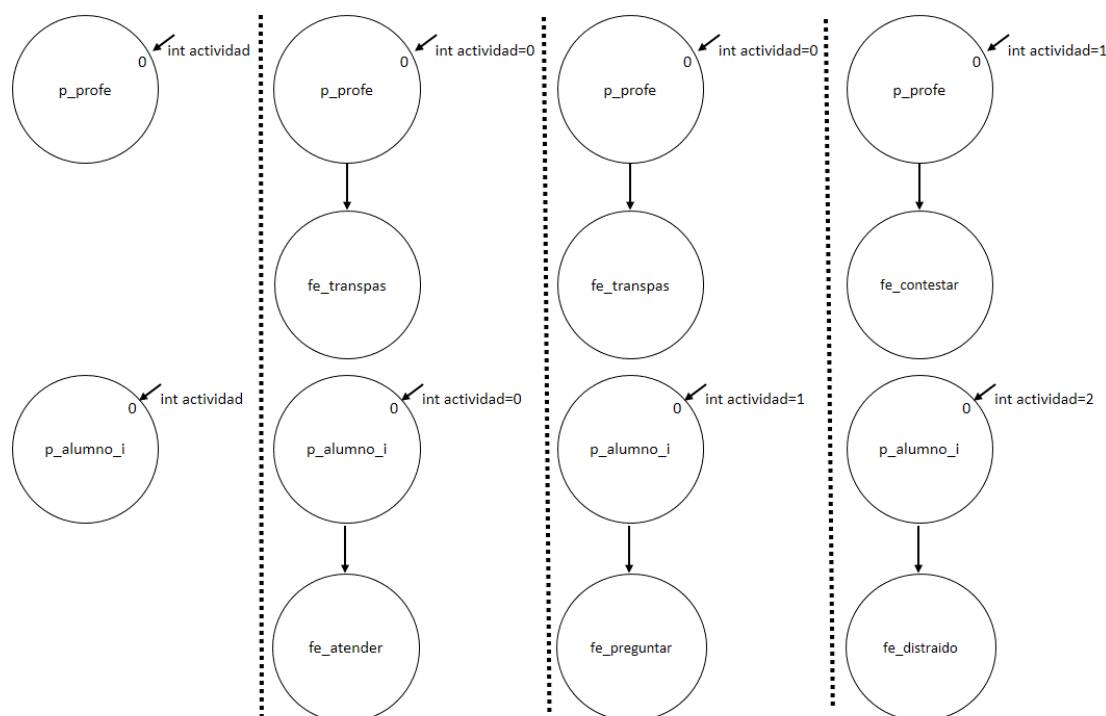 int actividad
0
p_profe
int actividad=0
0
p_profe
int actividad=0
0
p_profe
int actividad=1
0
p_profe
fe_transpas
fe_transpas
fe_contestar
int actividad
0
p_alumno_i
int actividad=0
0
p_alumno_i
int actividad=1
0
p_alumno_i
int actividad=2
0
p_alumno_i
fe_atender
fe_preguntar
fe_distraido